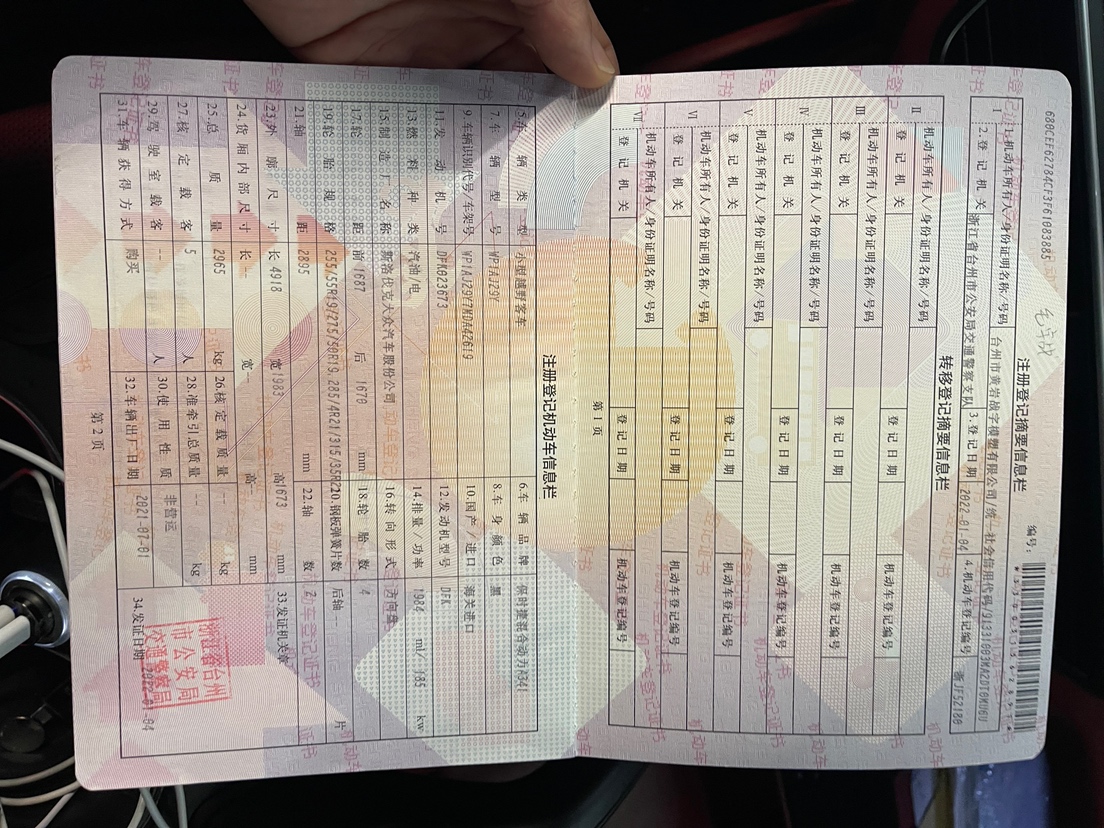 注册登记摘要信息栏
编号:
1.机动车所有人/身份证明名称/号码 台州市黄岩战字模塑有限公司/统一社会信用代码/91331003MA2DT0MU6U
2.登记机关 浙江省台州市公安局交通警察支队 3.登记日期 2022-01-04 4.机动车登记编号 浙JF52180
转移登记摘要信息栏
Ⅱ 机动车所有人/身份证明名称/号码
登记机关 登记日期 机动车登记编号
Ⅲ 机动车所有人/身份证明名称/号码
登记机关 登记日期 机动车登记编号
Ⅳ 机动车所有人/身份证明名称/号码
登记机关 登记日期 机动车登记编号
Ⅴ 机动车所有人/身份证明名称/号码
登记机关 登记日期 机动车登记编号
Ⅵ 机动车所有人/身份证明名称/号码
登记机关 登记日期 机动车登记编号
Ⅶ 机动车所有人/身份证明名称/号码
登记机关 登记日期 机动车登记编号
第 1 页
注册登记机动车信息栏
5.车辆类型 小型越野客车 6.车辆品牌 保时捷混合动力A341
7.车辆型号 WP1AJ29Y 8.车身颜色 黑
9.车辆识别代号/车架号 WP1AJ29Y7MDA42619 10.国产/进口 海关进口
11.发动机号 DFK023673 12.发动机型号 DFK
13.燃料种类 汽油/电 14.排量/功率 1984 ml/ 185 kw
15.制造厂名称 斯洛伐克大众汽车股份公司 16.转向形式 方向盘
17.轮距 前 1687 后 1670 mm 18.轮胎数 4
19.轮胎规格 255/55R19/275/50R19,285/4R21/315/35R2 20.钢板弹簧片数 后轴 -- 片
21.轴距 2895 mm 22.轴数 2
23.外廓尺寸 长 4918 宽 1983 高 1673 mm 33.发证机关章
24.货厢内部尺寸 长 -- 宽 -- 高 -- mm
25.总质量 2965 kg 26.核定载质量 -- kg
27.核定载客 5 人 28.准牵引总质量 -- kg
29.驾驶室载客 -- 人 30.使用性质 非营运
31.车辆获得方式 购买 32.车辆出厂日期 2021-07-01 34.发证日期 2022-01-04
浙江省台州
市公安局
交通警察局
第 2 页